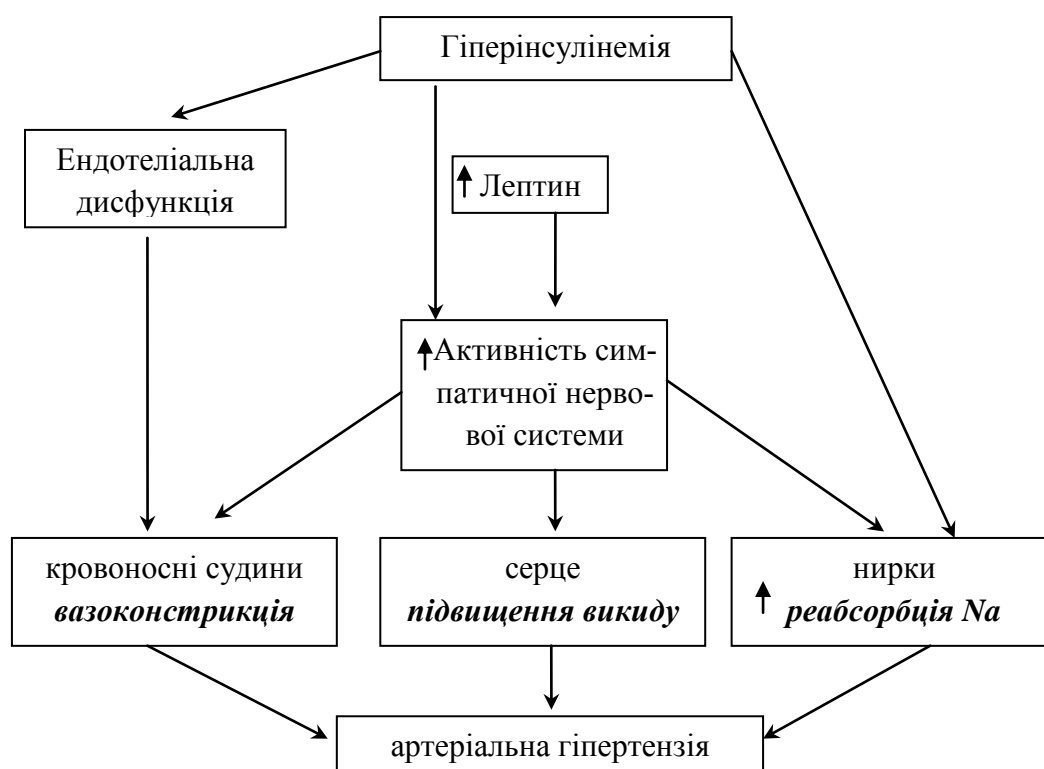 Гіперінсулінемія
Ендотеліальна
дисфункція
Лептин
Активність сим-
патичної нерво-
вої системи
кровоносні судини
вазоконстрикція
серце
підвищення викиду
нирки
реабсорбція Na
артеріальна гіпертензія